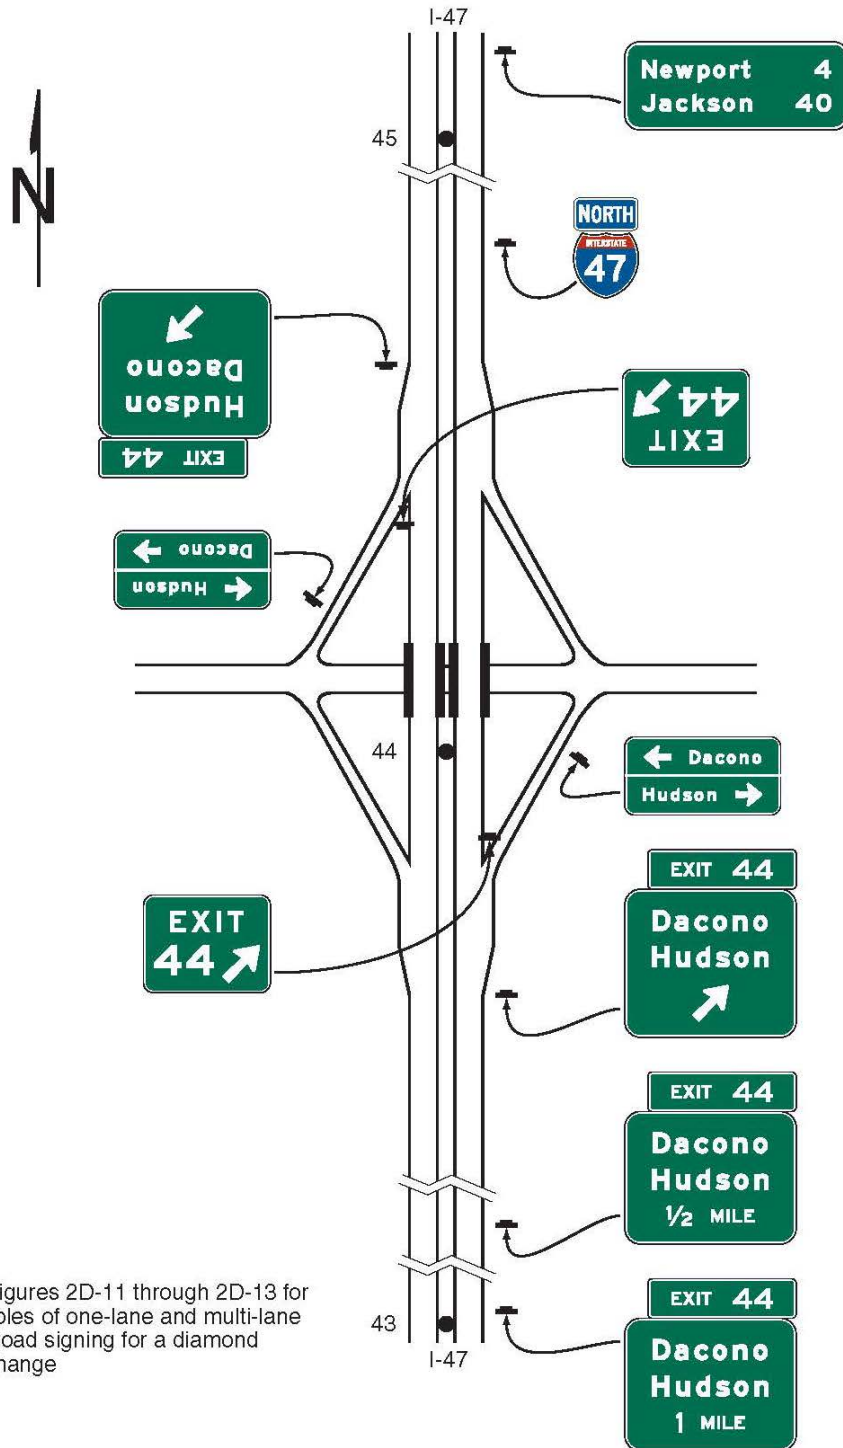 I-47
Newport 4
Jackson 40
45
N
NORTH
INTERSTATE
47
EXIT 44
Hudson
Dacono
EXIT
44
Hudson
Dacono
44
Dacono
Hudson
EXIT 44
Dacono
Hudson
EXIT
44
EXIT 44
Dacono
Hudson
½ MILE
igures 2D-11 through 2D-13 for
ples of one-lane and multi-lane
oad signing for a diamond
hange
43
I-47
EXIT 44
Dacono
Hudson
1 MILE